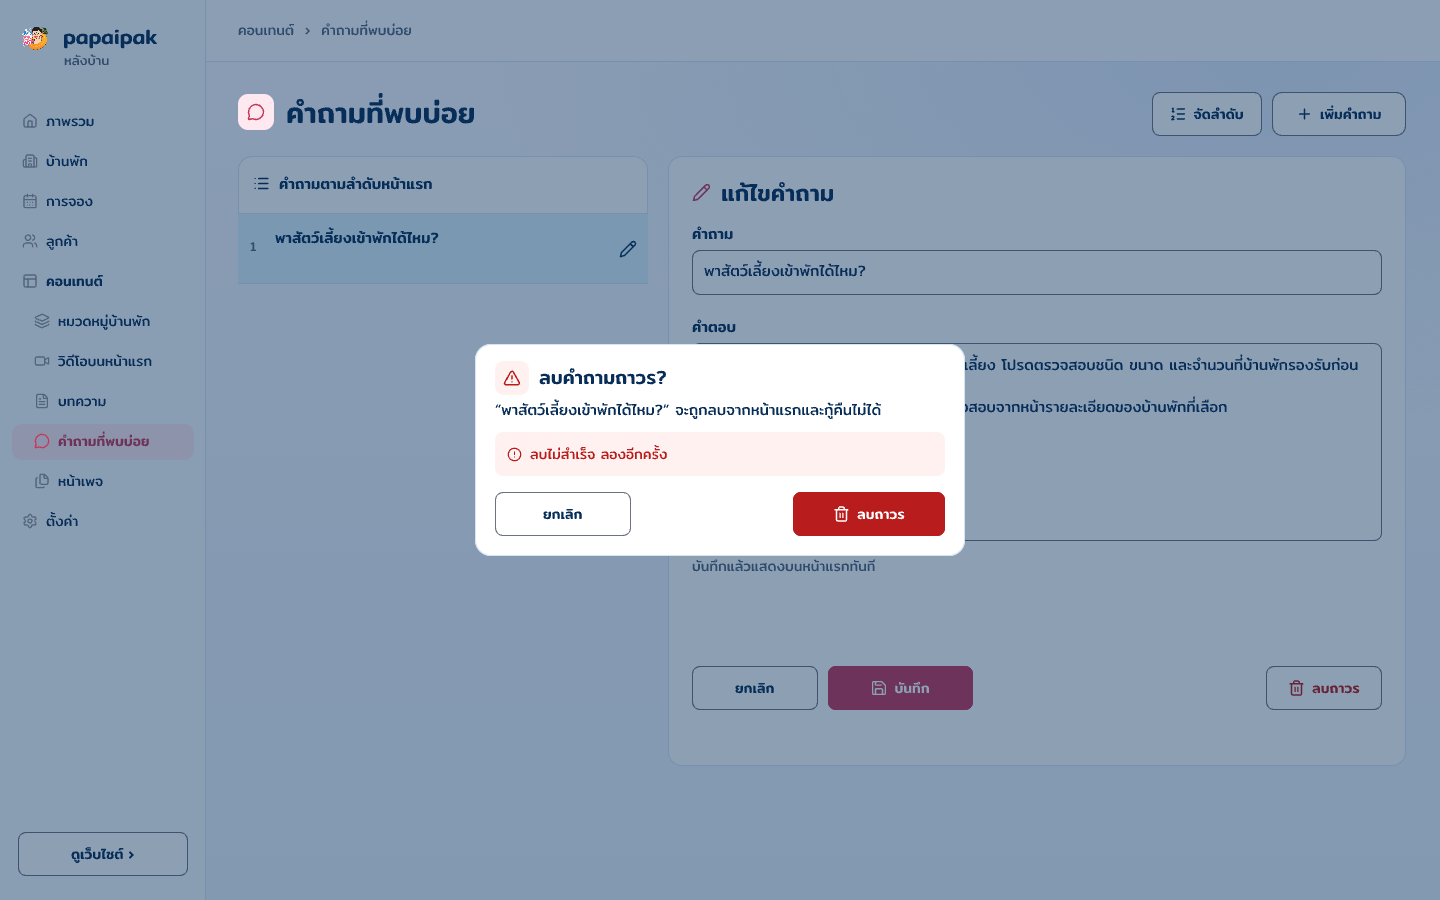 papaipak
หลังบ้าน
ภาพรวม
บ้านพัก
การจอง
ลูกค้า
คอนเทนต์
หมวดหมู่บ้านพัก
วิดีโอบนหน้าแรก
บทความ
คำถามที่พบบ่อย
หน้าเพจ
ตั้งค่า
ดูเว็บไซต์ ›
คอนเทนต์ › คำถามที่พบบ่อย
คำถามที่พบบ่อย
จัดลำดับ
เพิ่มคำถาม
คำถามตามลำดับหน้าแรก
1 พาสัตว์เลี้ยงเข้าพักได้ไหม?
แก้ไขคำถาม
คำถาม
พาสัตว์เลี้ยงเข้าพักได้ไหม?
คำตอบ
เลี้ยง โปรดตรวจสอบชนิด ขนาด และจำนวนที่บ้านพักรองรับก่อน
สอบจากหน้ารายละเอียดของบ้านพักที่เลือก
บันทึกแล้วแสดงบนหน้าแรกทันที
ยกเลิก
บันทึก
ลบถาวร
ลบคำถามถาวร?
“พาสัตว์เลี้ยงเข้าพักได้ไหม?” จะถูกลบจากหน้าแรกและกู้คืนไม่ได้
ลบไม่สำเร็จ ลองอีกครั้ง
ยกเลิก
ลบถาวร